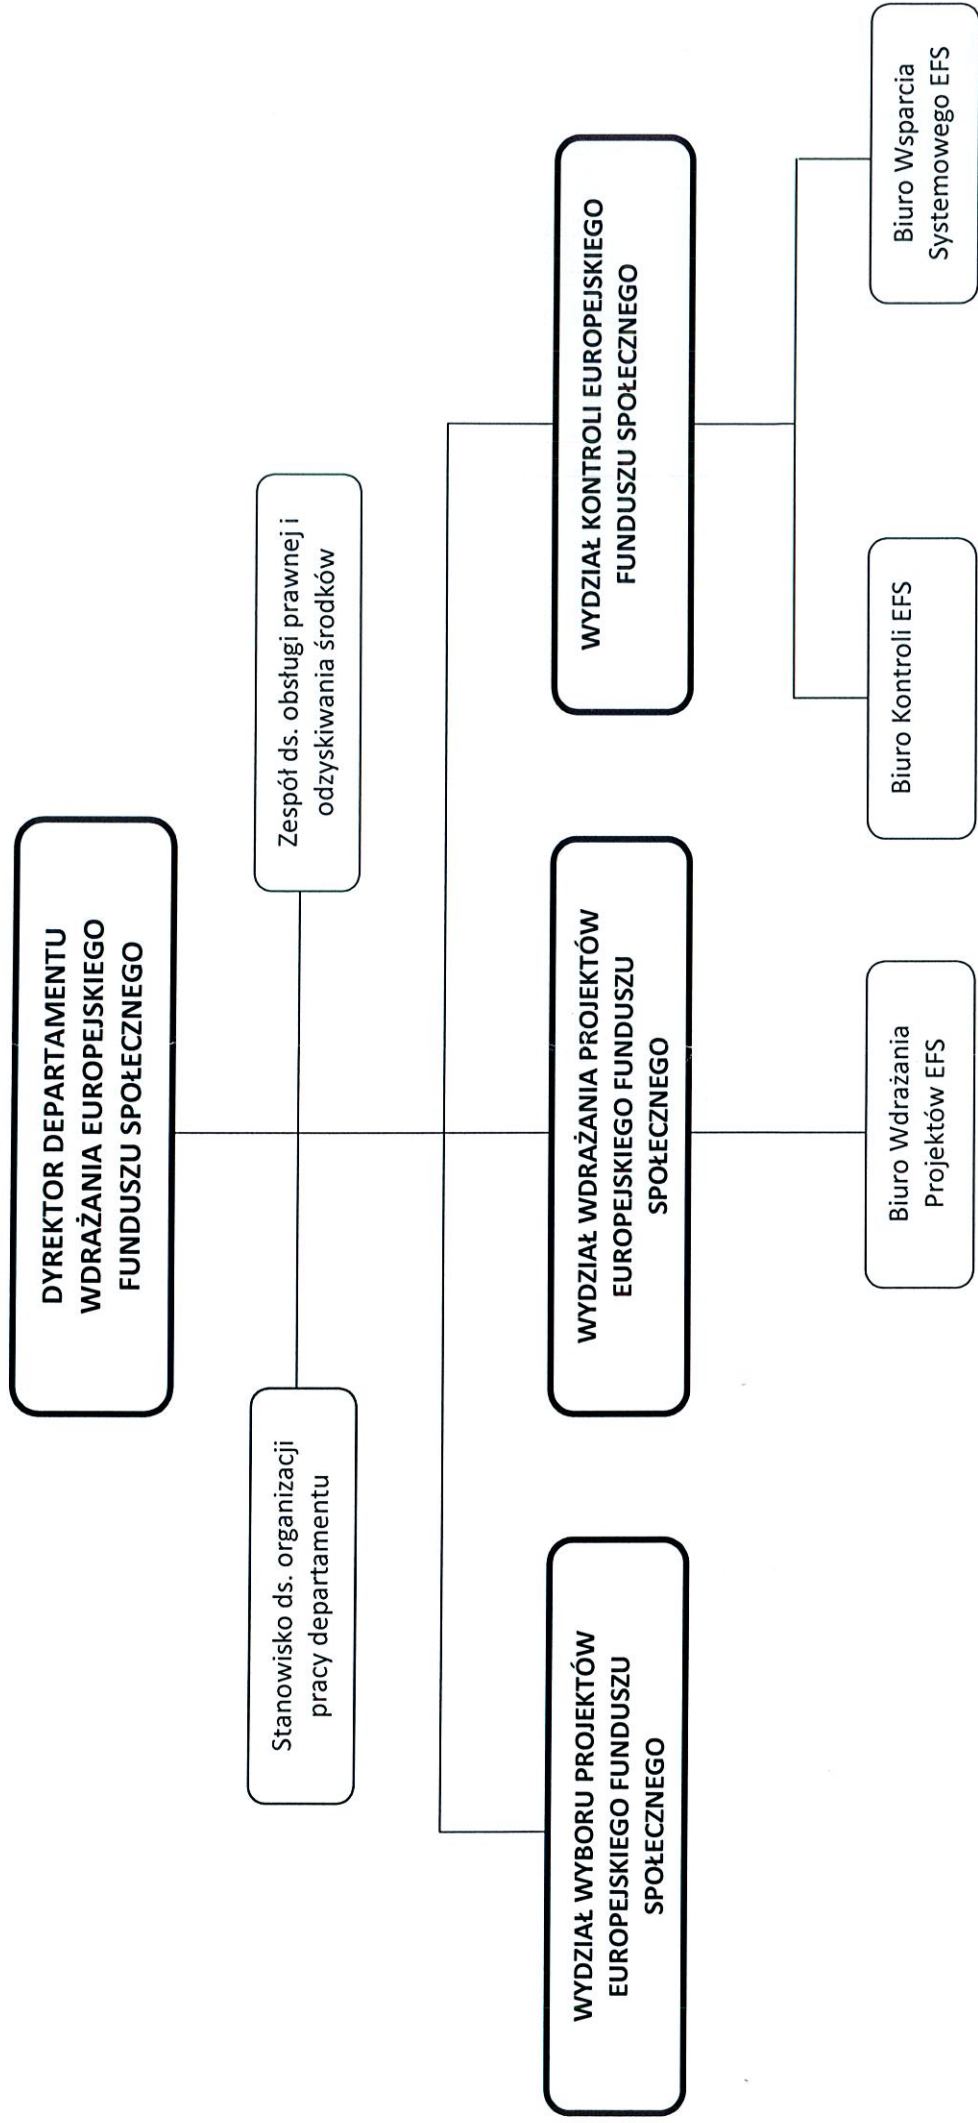 DYREKTOR DEPARTAMENTU
WDRAŻANIA EUROPEJSKIEGO
FUNDUSZU SPOŁECZNEGO
Stanowisko ds. organizacji
pracy departamentu
Zespół ds. obsługi prawnej i
odzyskiwania środków
WYDZIAŁ WYBORU PROJEKTÓW
EUROPEJSKIEGO FUNDUSZU
SPOŁECZNEGO
WYDZIAŁ WDRAŻANIA PROJEKTÓW
EUROPEJSKIEGO FUNDUSZU
SPOŁECZNEGO
WYDZIAŁ KONTROLI EUROPEJSKIEGO
FUNDUSZU SPOŁECZNEGO
Biuro Wdrażania
Projektów EFS
Biuro Kontroli EFS
Biuro Wsparcia
Systemowego EFS